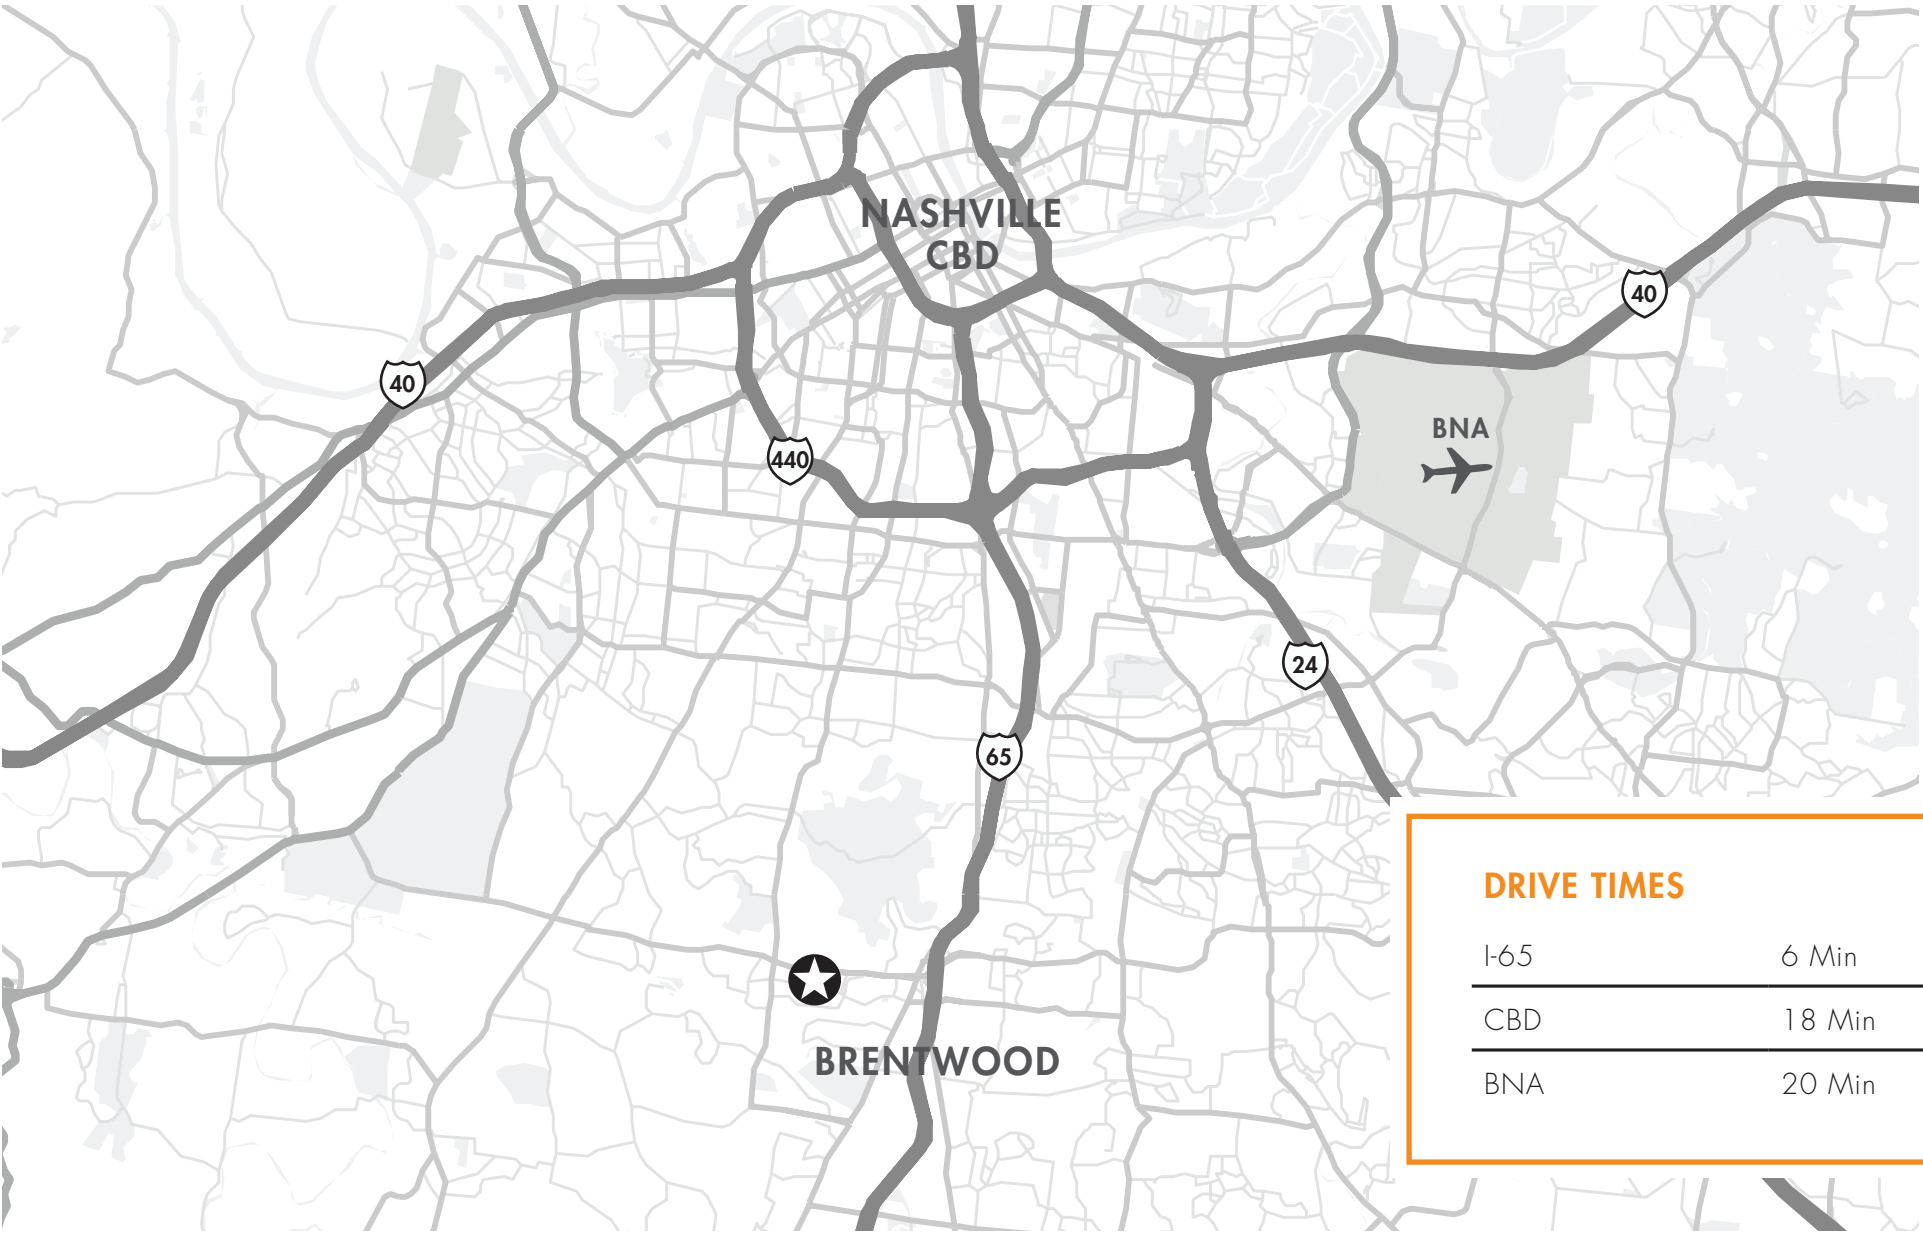 NASHVILLE
CBD
40
40
BNA
440
24
65
BRENTWOOD
DRIVE TIMES
I-65 6 Min
CBD 18 Min
BNA 20 Min